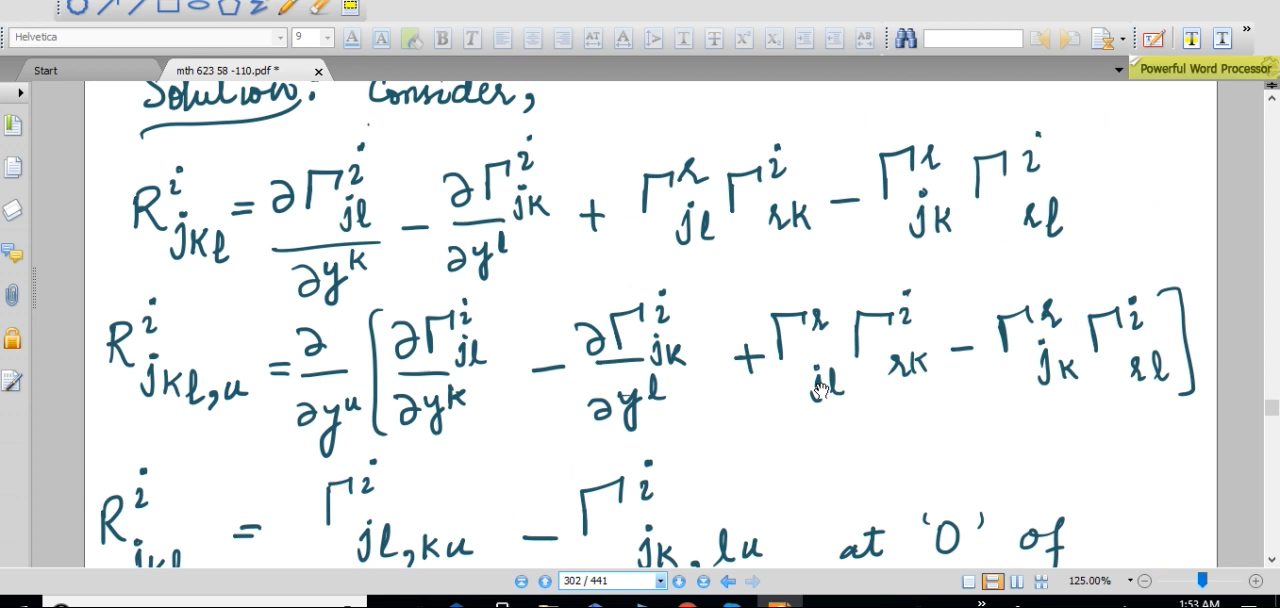 Helvetica 9
Start mth 623 58 -110.pdf * Powerful Word Processor
Solution: Consider,
R^i_{jkl} = ∂Γ^i_{jl}/∂y^k − ∂Γ^i_{jk}/∂y^l + Γ^r_{jl} Γ^i_{rk} − Γ^r_{jk} Γ^i_{rl}
R^i_{jkl,u} = ∂/∂y^u [ ∂Γ^i_{jl}/∂y^k − ∂Γ^i_{jk}/∂y^l + Γ^r_{jl} Γ^i_{rk} − Γ^r_{jk} Γ^i_{rl} ]
R^i_{jkl} = Γ^i_{jl,ku} − Γ^i_{jk,lu} at 'O' of
302 / 441 125.00%
1:53 AM